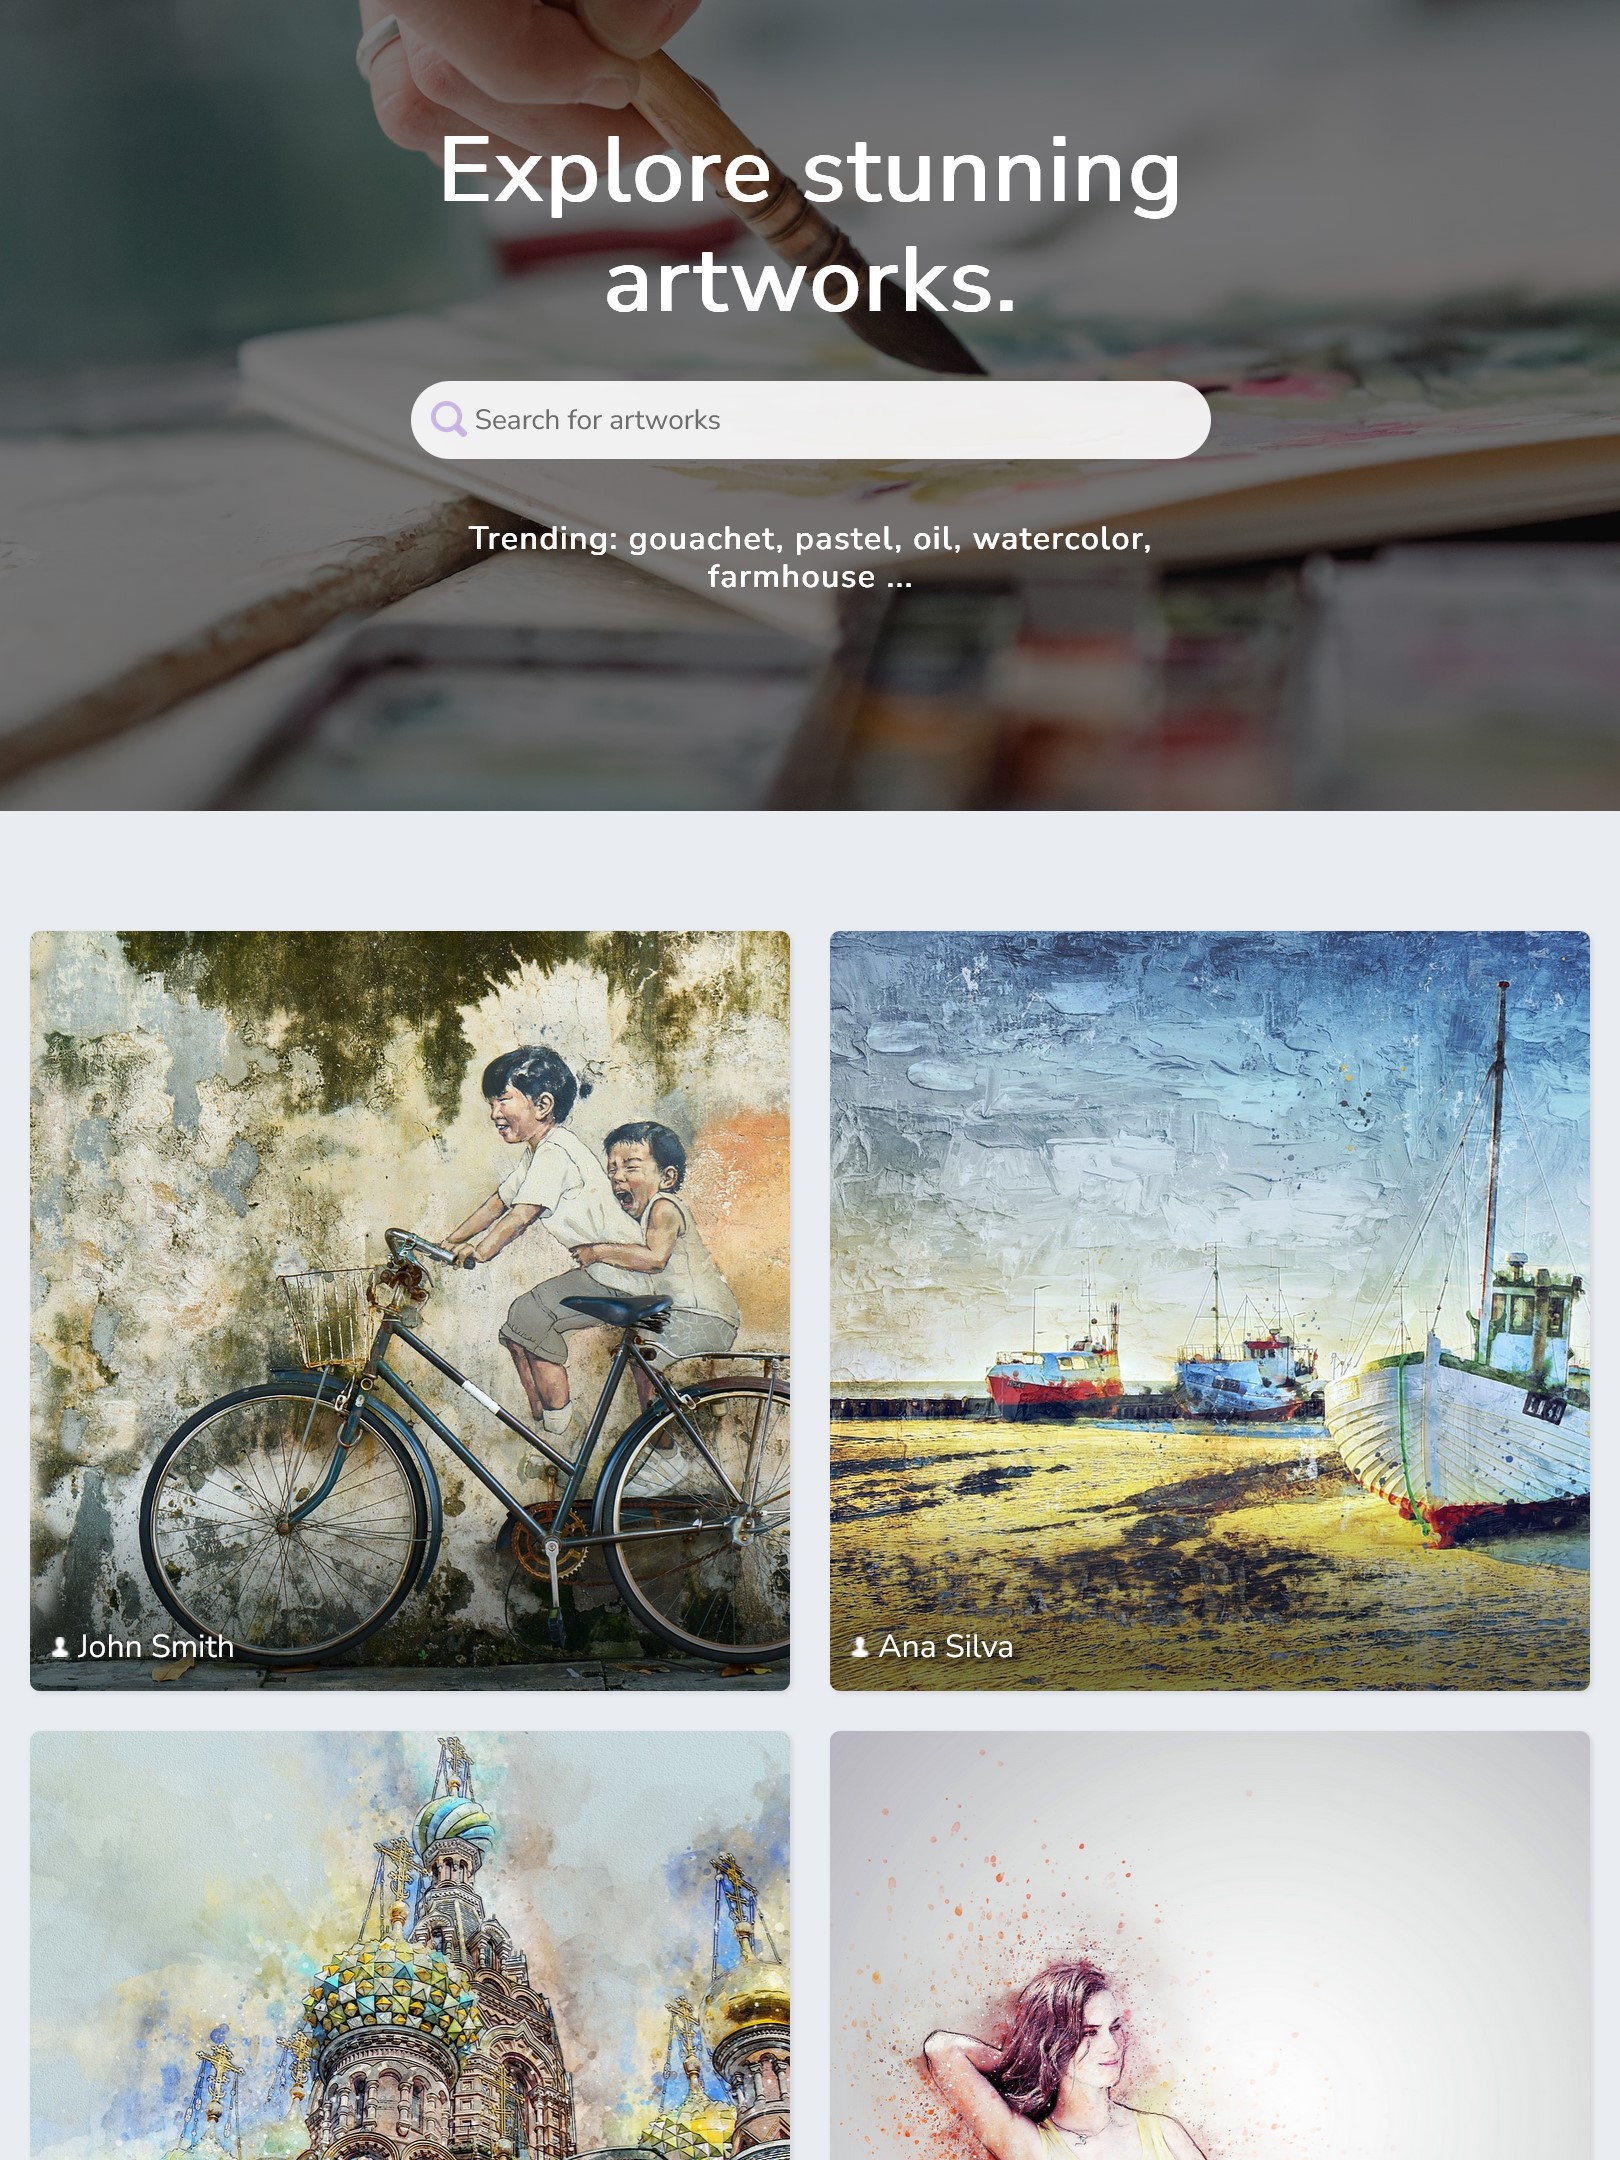 Explore stunning
artworks.
Search for artworks
Trending: gouachet, pastel, oil, watercolor,
farmhouse ...
John Smith
Ana Silva